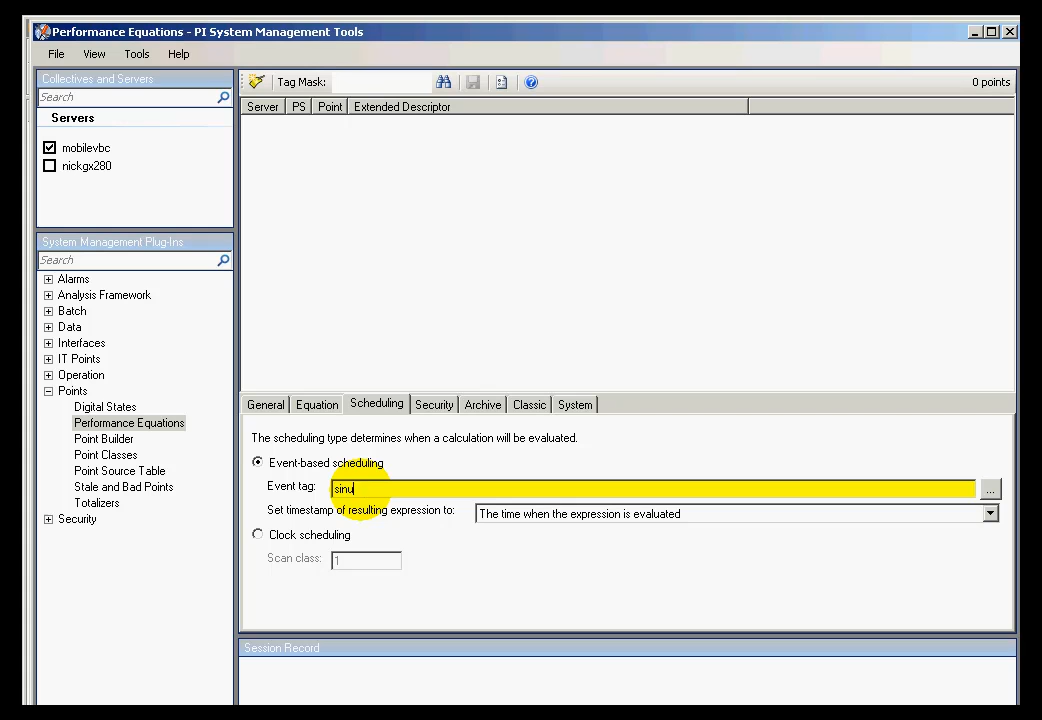 Performance Equations - PI System Management Tools
File View Tools Help
Collectives and Servers
Search
Servers
mobilevbc
nickgx280
System Management Plug-Ins
Search
Alarms
Analysis Framework
Batch
Data
Interfaces
IT Points
Operation
Points
Digital States
Performance Equations
Point Builder
Point Classes
Point Source Table
Stale and Bad Points
Totalizers
Security
Tag Mask: 0 points
Server PS Point Extended Descriptor
General Equation Scheduling Security Archive Classic System
The scheduling type determines when a calculation will be evaluated.
Event-based scheduling
Event tag: sinu ...
Set timestamp of resulting expression to: The time when the expression is evaluated
Clock scheduling
Scan class: 1
Session Record